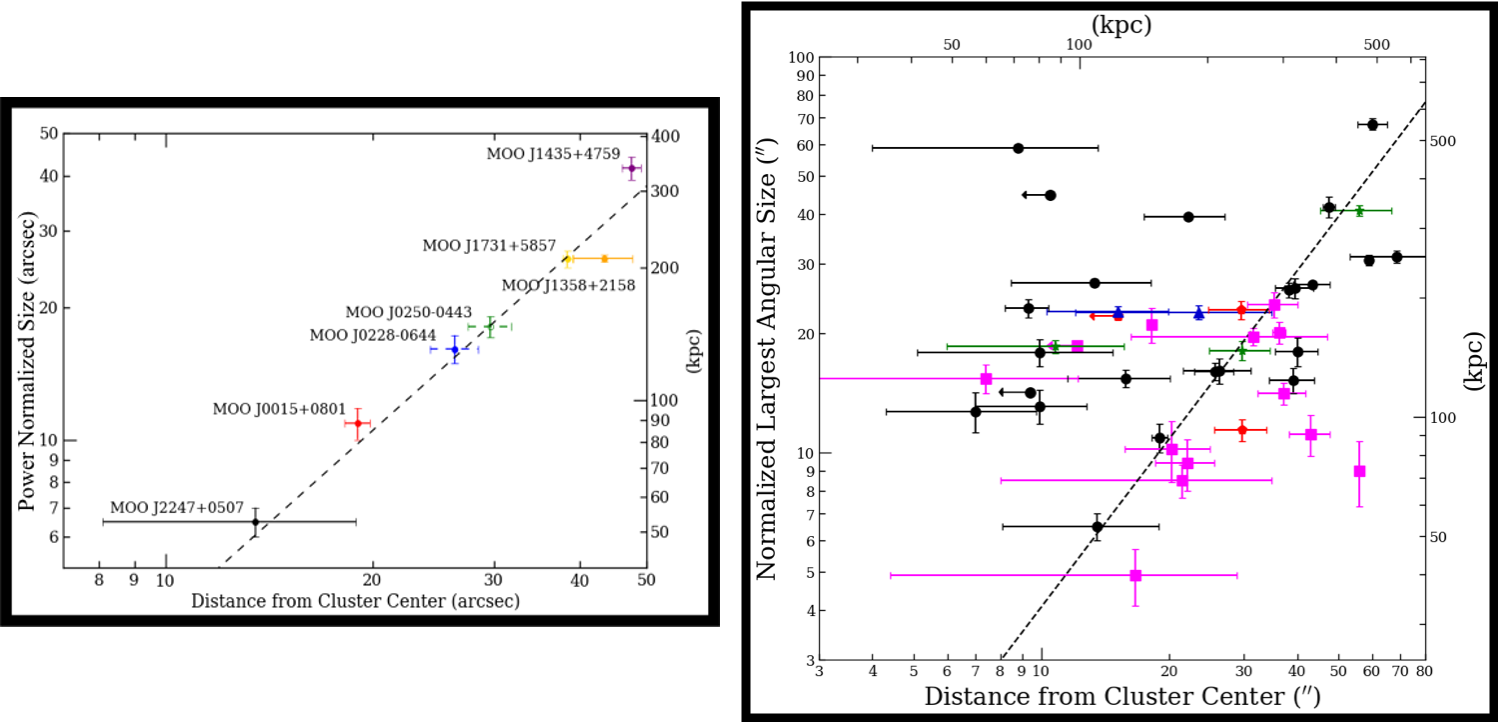 50
40
30
20
10
9
8
7
6
Power Normalized Size (arcsec)
MOO J1435+4759
MOO J1731+5857
MOO J1358+2158
MOO J0250-0443
MOO J0228-0644
MOO J0015+0801
MOO J2247+0507
400
300
200
100
90
80
70
60
50
(kpc)
8 9 10 20 30 40 50
Distance from Cluster Center (arcsec)
(kpc)
50 100 500
100
90
80
70
60
50
40
30
20
10
9
8
7
6
5
4
3
Normalized Largest Angular Size (″)
500
100
50
(kpc)
3 4 5 6 7 8 9 10 20 30 40 50 60 70 80
Distance from Cluster Center (″)